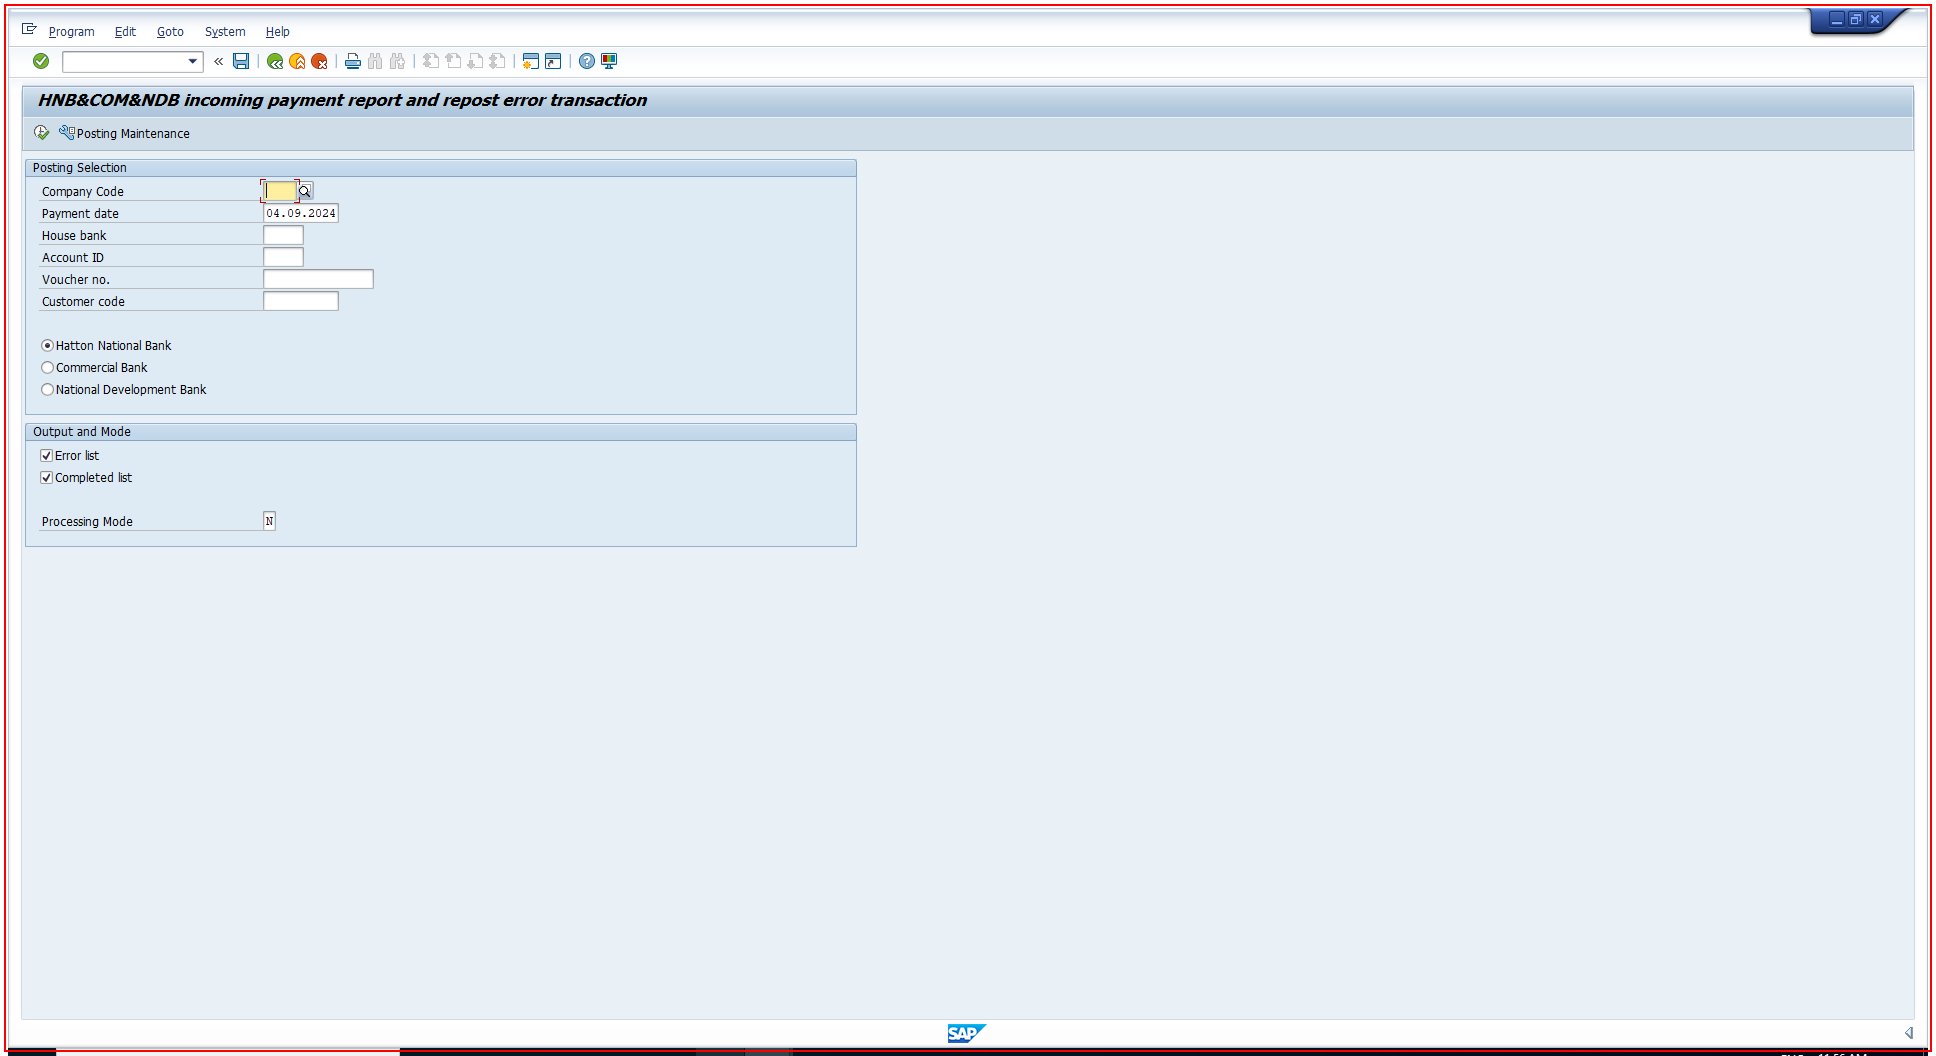 Program Edit Goto System Help
HNB&COM&NDB incoming payment report and repost error transaction
Posting Maintenance
Posting Selection
Company Code
Payment date 04.09.2024
House bank
Account ID
Voucher no.
Customer code
Hatton National Bank
Commercial Bank
National Development Bank
Output and Mode
Error list
Completed list
Processing Mode N
SAP